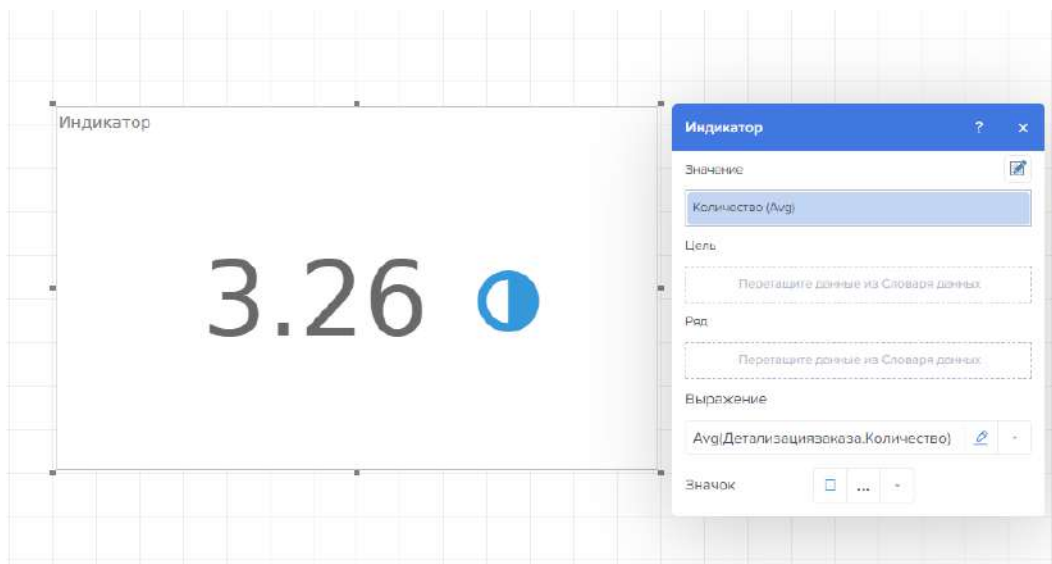 Индикатор
3.26
Индикатор ? ×
Значение
Количество (Avg)
Цель
Перетащите данные из Словаря данных
Ряд
Перетащите данные из Словаря данных
Выражение
Avg(Детализациязаказа.Количество)
Значок ...